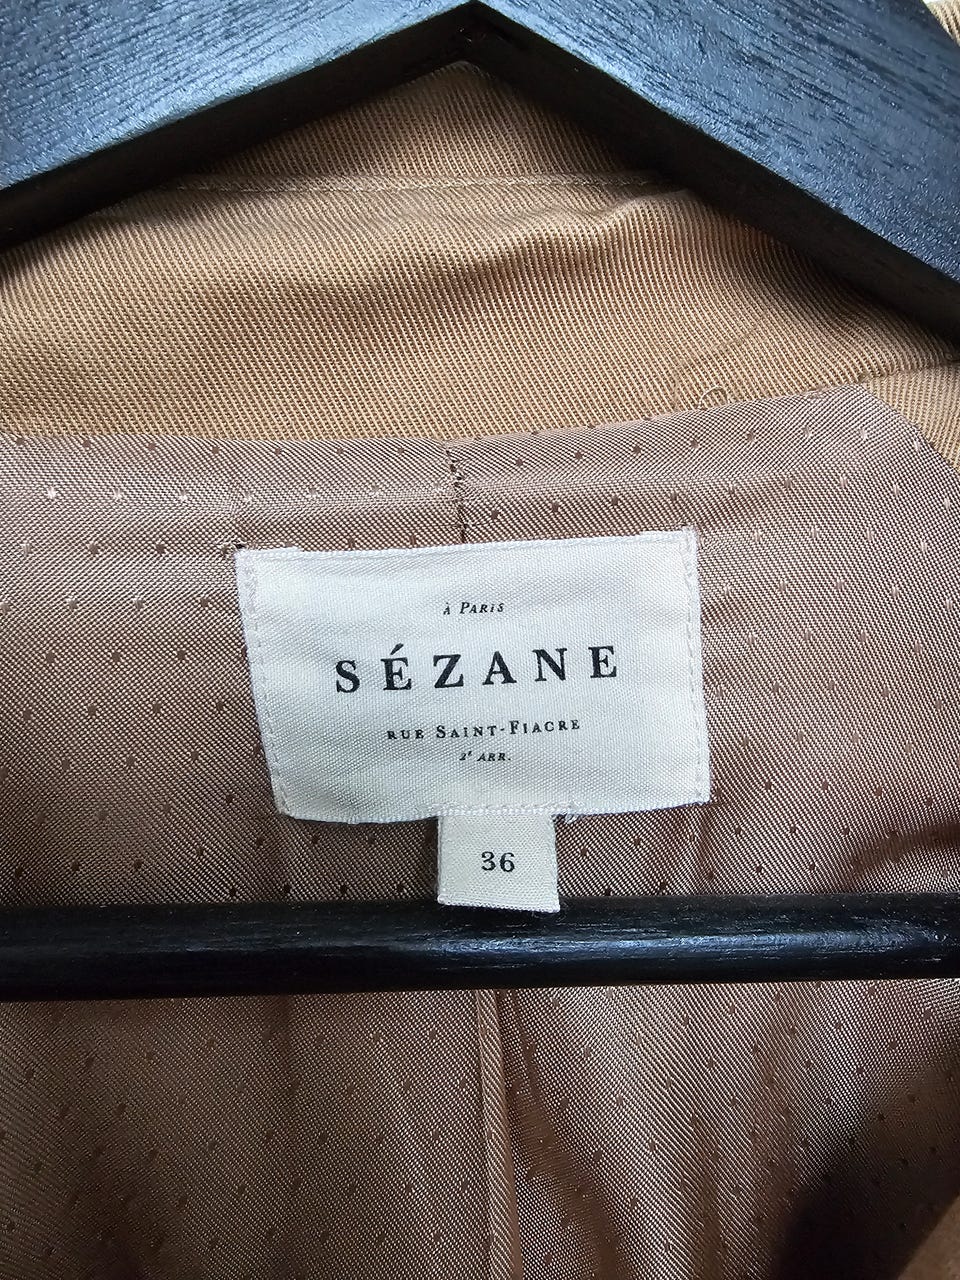 à Paris
SÉZANE
rue Saint-Fiacre
2e ARR.
36